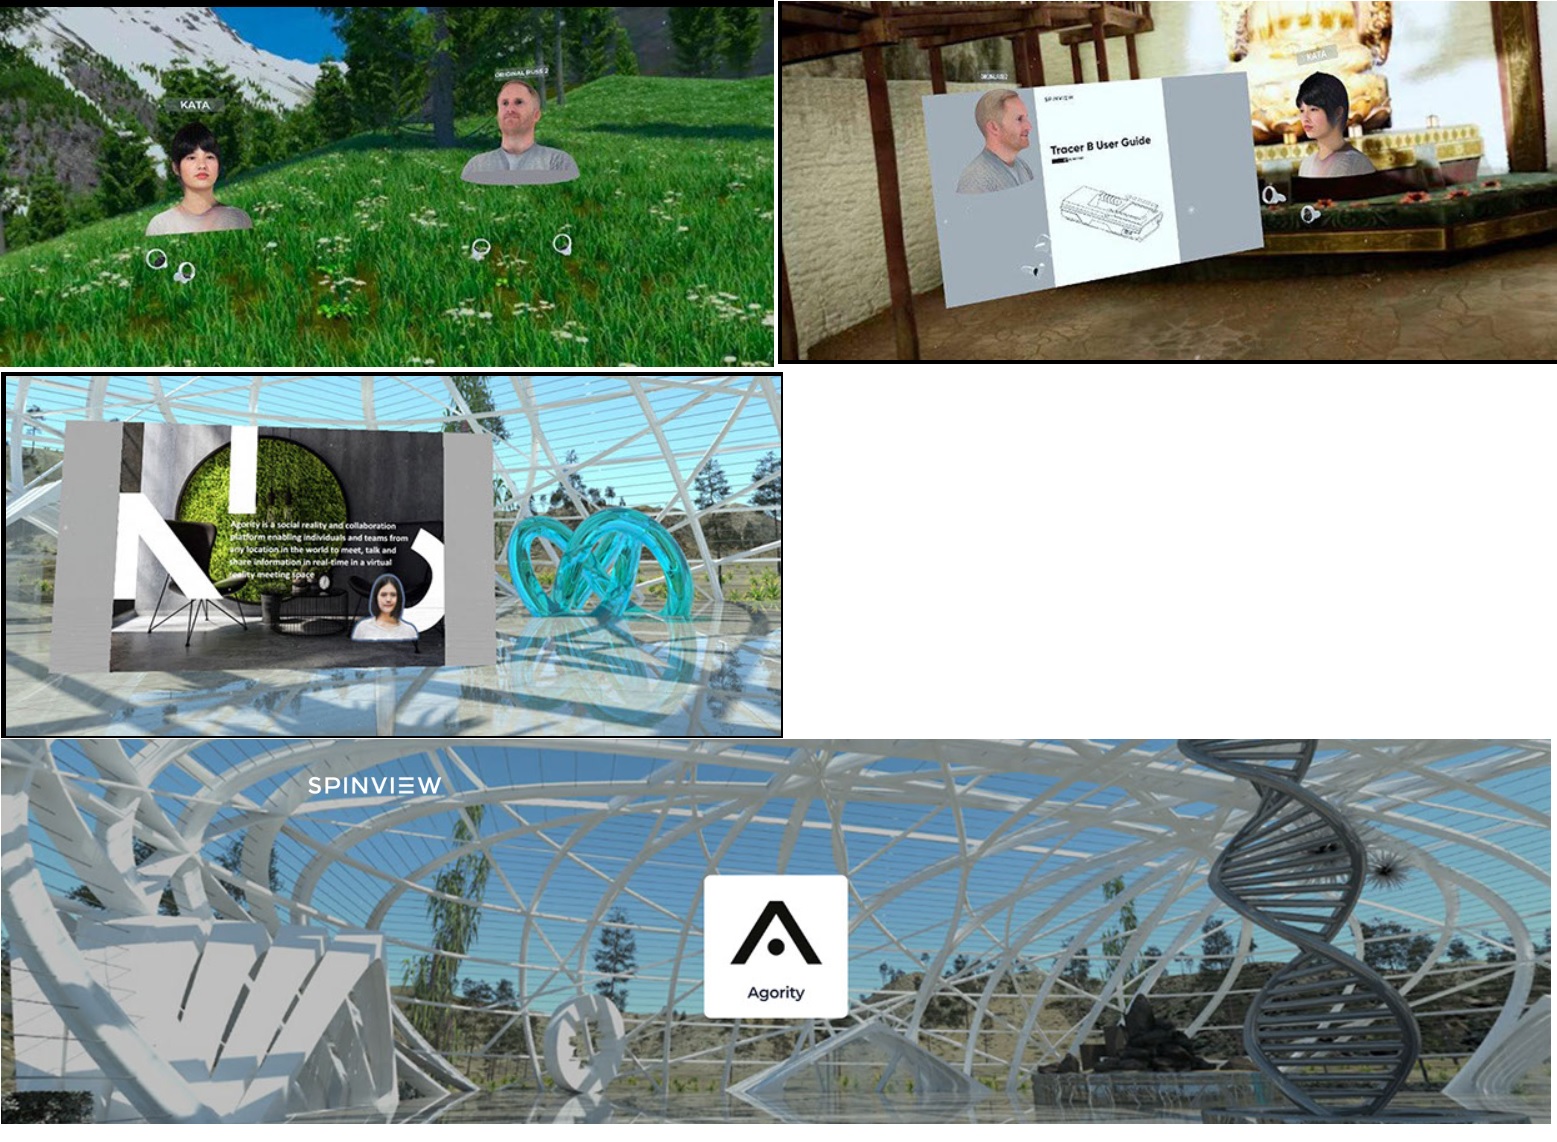 KATA
ORIGINAL BUSE 2
KATA
SPINVIEW
Tracer B User Guide
Agority is a social reality and collaboration
platform enabling individuals and teams from
any location in the world to meet, talk and
share information in real-time in a virtual
reality meeting space
SPINVIEW
Agority